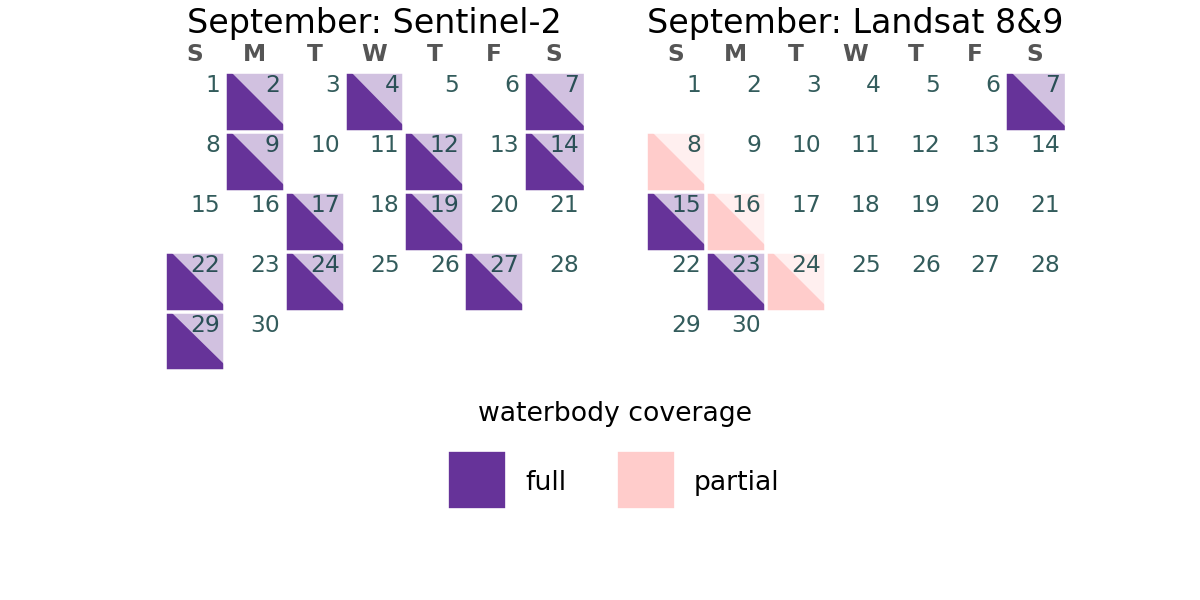 September: Sentinel-2
S M T W T F S
1 2 3 4 5 6 7
8 9 10 11 12 13 14
15 16 17 18 19 20 21
22 23 24 25 26 27 28
29 30
September: Landsat 8&9
S M T W T F S
1 2 3 4 5 6 7
8 9 10 11 12 13 14
15 16 17 18 19 20 21
22 23 24 25 26 27 28
29 30
waterbody coverage
full partial